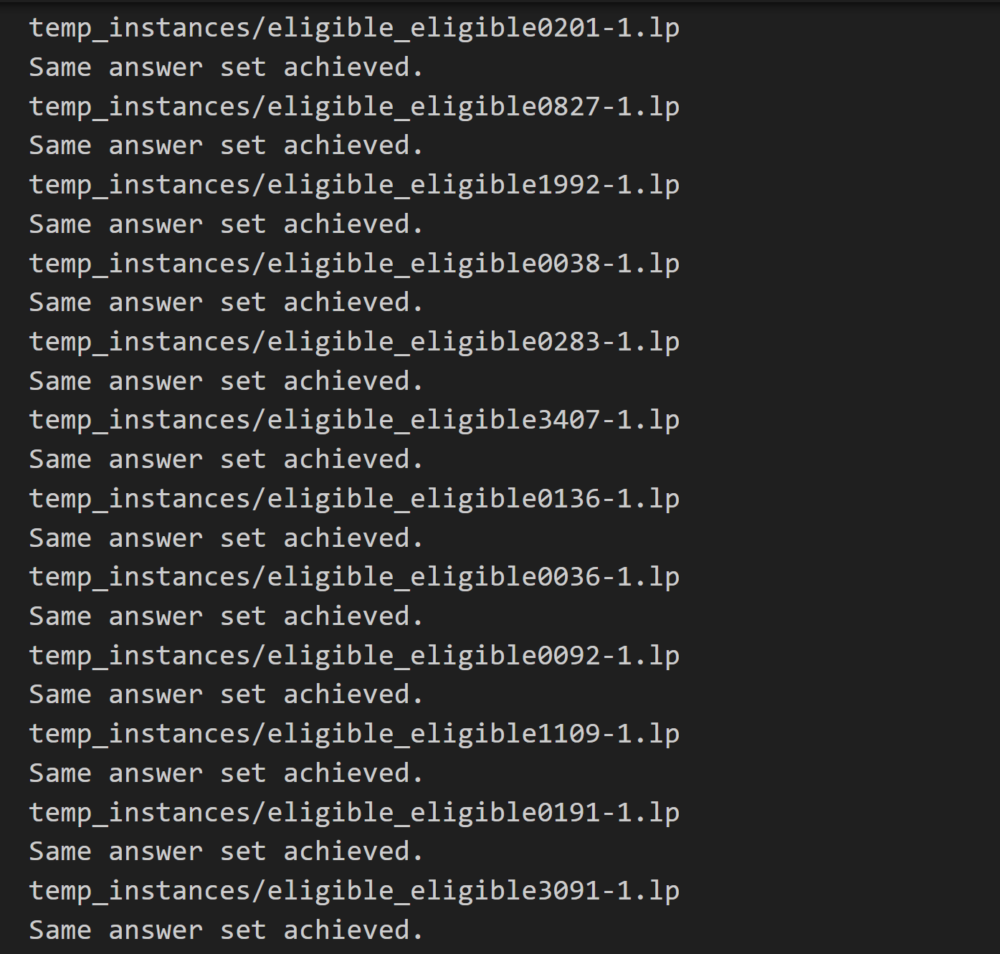 temp_instances/eligible_eligible0201-1.lp
Same answer set achieved.
temp_instances/eligible_eligible0827-1.lp
Same answer set achieved.
temp_instances/eligible_eligible1992-1.lp
Same answer set achieved.
temp_instances/eligible_eligible0038-1.lp
Same answer set achieved.
temp_instances/eligible_eligible0283-1.lp
Same answer set achieved.
temp_instances/eligible_eligible3407-1.lp
Same answer set achieved.
temp_instances/eligible_eligible0136-1.lp
Same answer set achieved.
temp_instances/eligible_eligible0036-1.lp
Same answer set achieved.
temp_instances/eligible_eligible0092-1.lp
Same answer set achieved.
temp_instances/eligible_eligible1109-1.lp
Same answer set achieved.
temp_instances/eligible_eligible0191-1.lp
Same answer set achieved.
temp_instances/eligible_eligible3091-1.lp
Same answer set achieved.